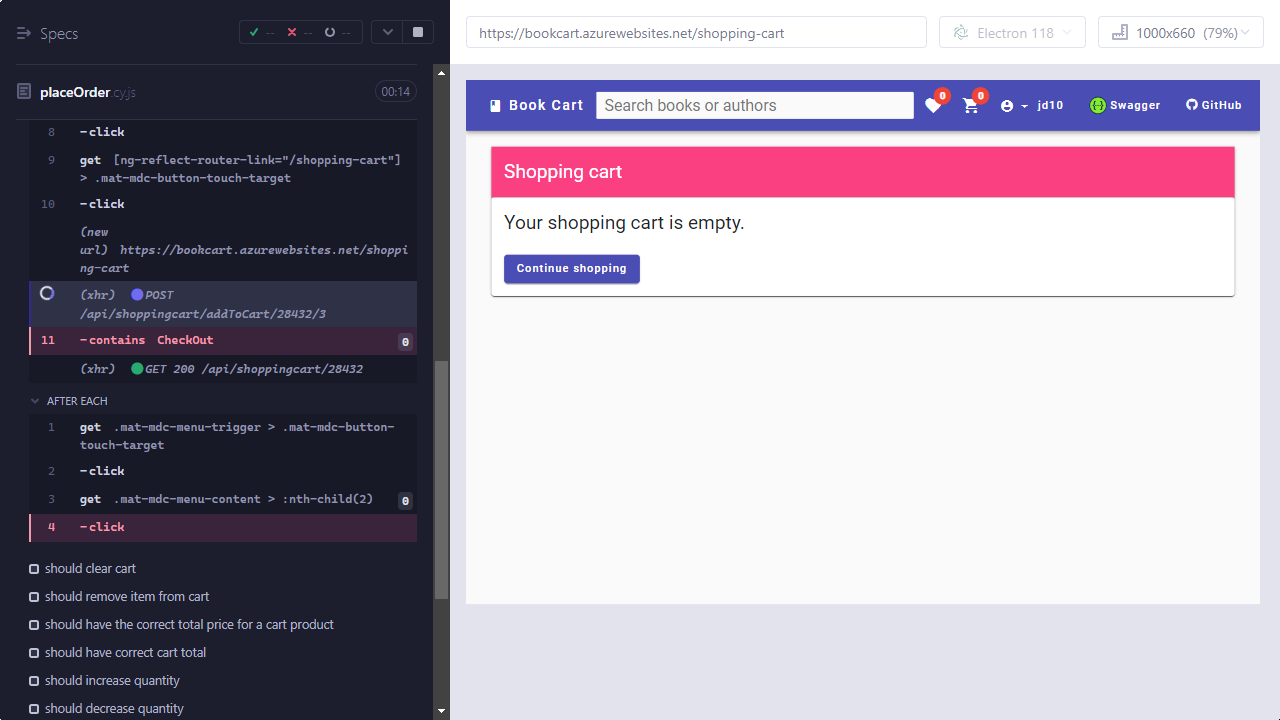 Specs
-- -- --
placeOrder.cy.js
00:14
8 -click
9 get [ng-reflect-router-link="/shopping-cart"]
> .mat-mdc-button-touch-target
10 -click
(new
url) https://bookcart.azurewebsites.net/shoppi
ng-cart
(xhr) POST
/api/shoppingcart/addToCart/28432/3
11 -contains CheckOut 0
(xhr) GET 200 /api/shoppingcart/28432
AFTER EACH
1 get .mat-mdc-menu-trigger > .mat-mdc-button-
touch-target
2 -click
3 get .mat-mdc-menu-content > :nth-child(2) 0
4 -click
should clear cart
should remove item from cart
should have the correct total price for a cart product
should have correct cart total
should increase quantity
should decrease quantity
https://bookcart.azurewebsites.net/shopping-cart
Electron 118
1000x660 (79%)
Book Cart
Search books or authors
0
0
jd10
{-}
Swagger
GitHub
Shopping cart
Your shopping cart is empty.
Continue shopping